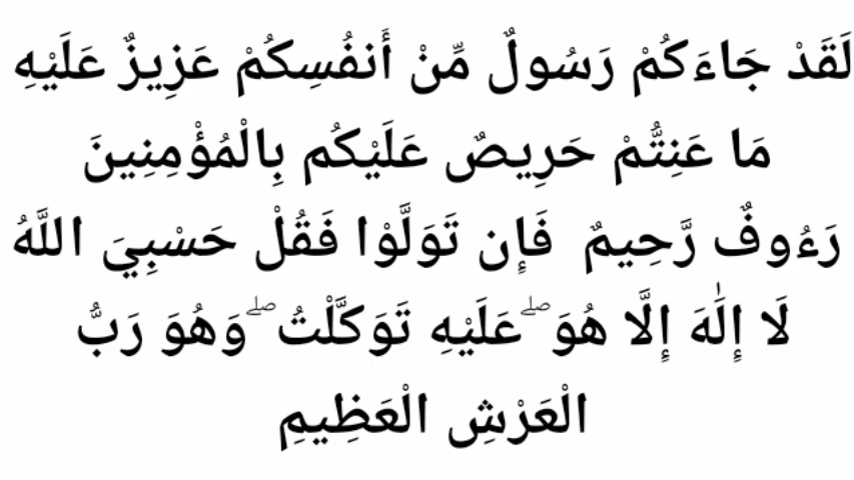 لَقَدْ جَاءَكُمْ رَسُولٌ مِّنْ أَنفُسِكُمْ عَزِيزٌ عَلَيْهِ
مَا عَنِتُّمْ حَرِيصٌ عَلَيْكُم بِالْمُؤْمِنِينَ
رَءُوفٌ رَّحِيمٌ فَإِن تَوَلَّوْا فَقُلْ حَسْبِيَ اللَّهُ
لَا إِلَٰهَ إِلَّا هُوَ ۖ عَلَيْهِ تَوَكَّلْتُ ۖ وَهُوَ رَبُّ
الْعَرْشِ الْعَظِيمِ